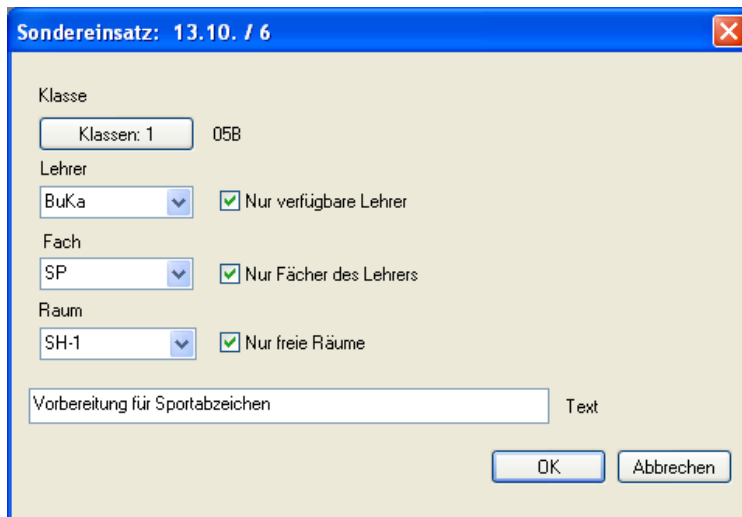 Sondereinsatz: 13.10. / 6
Klasse
Klassen: 1 05B
Lehrer
BuKa Nur verfügbare Lehrer
Fach
SP Nur Fächer des Lehrers
Raum
SH-1 Nur freie Räume
Vorbereitung für Sportabzeichen Text
OK Abbrechen